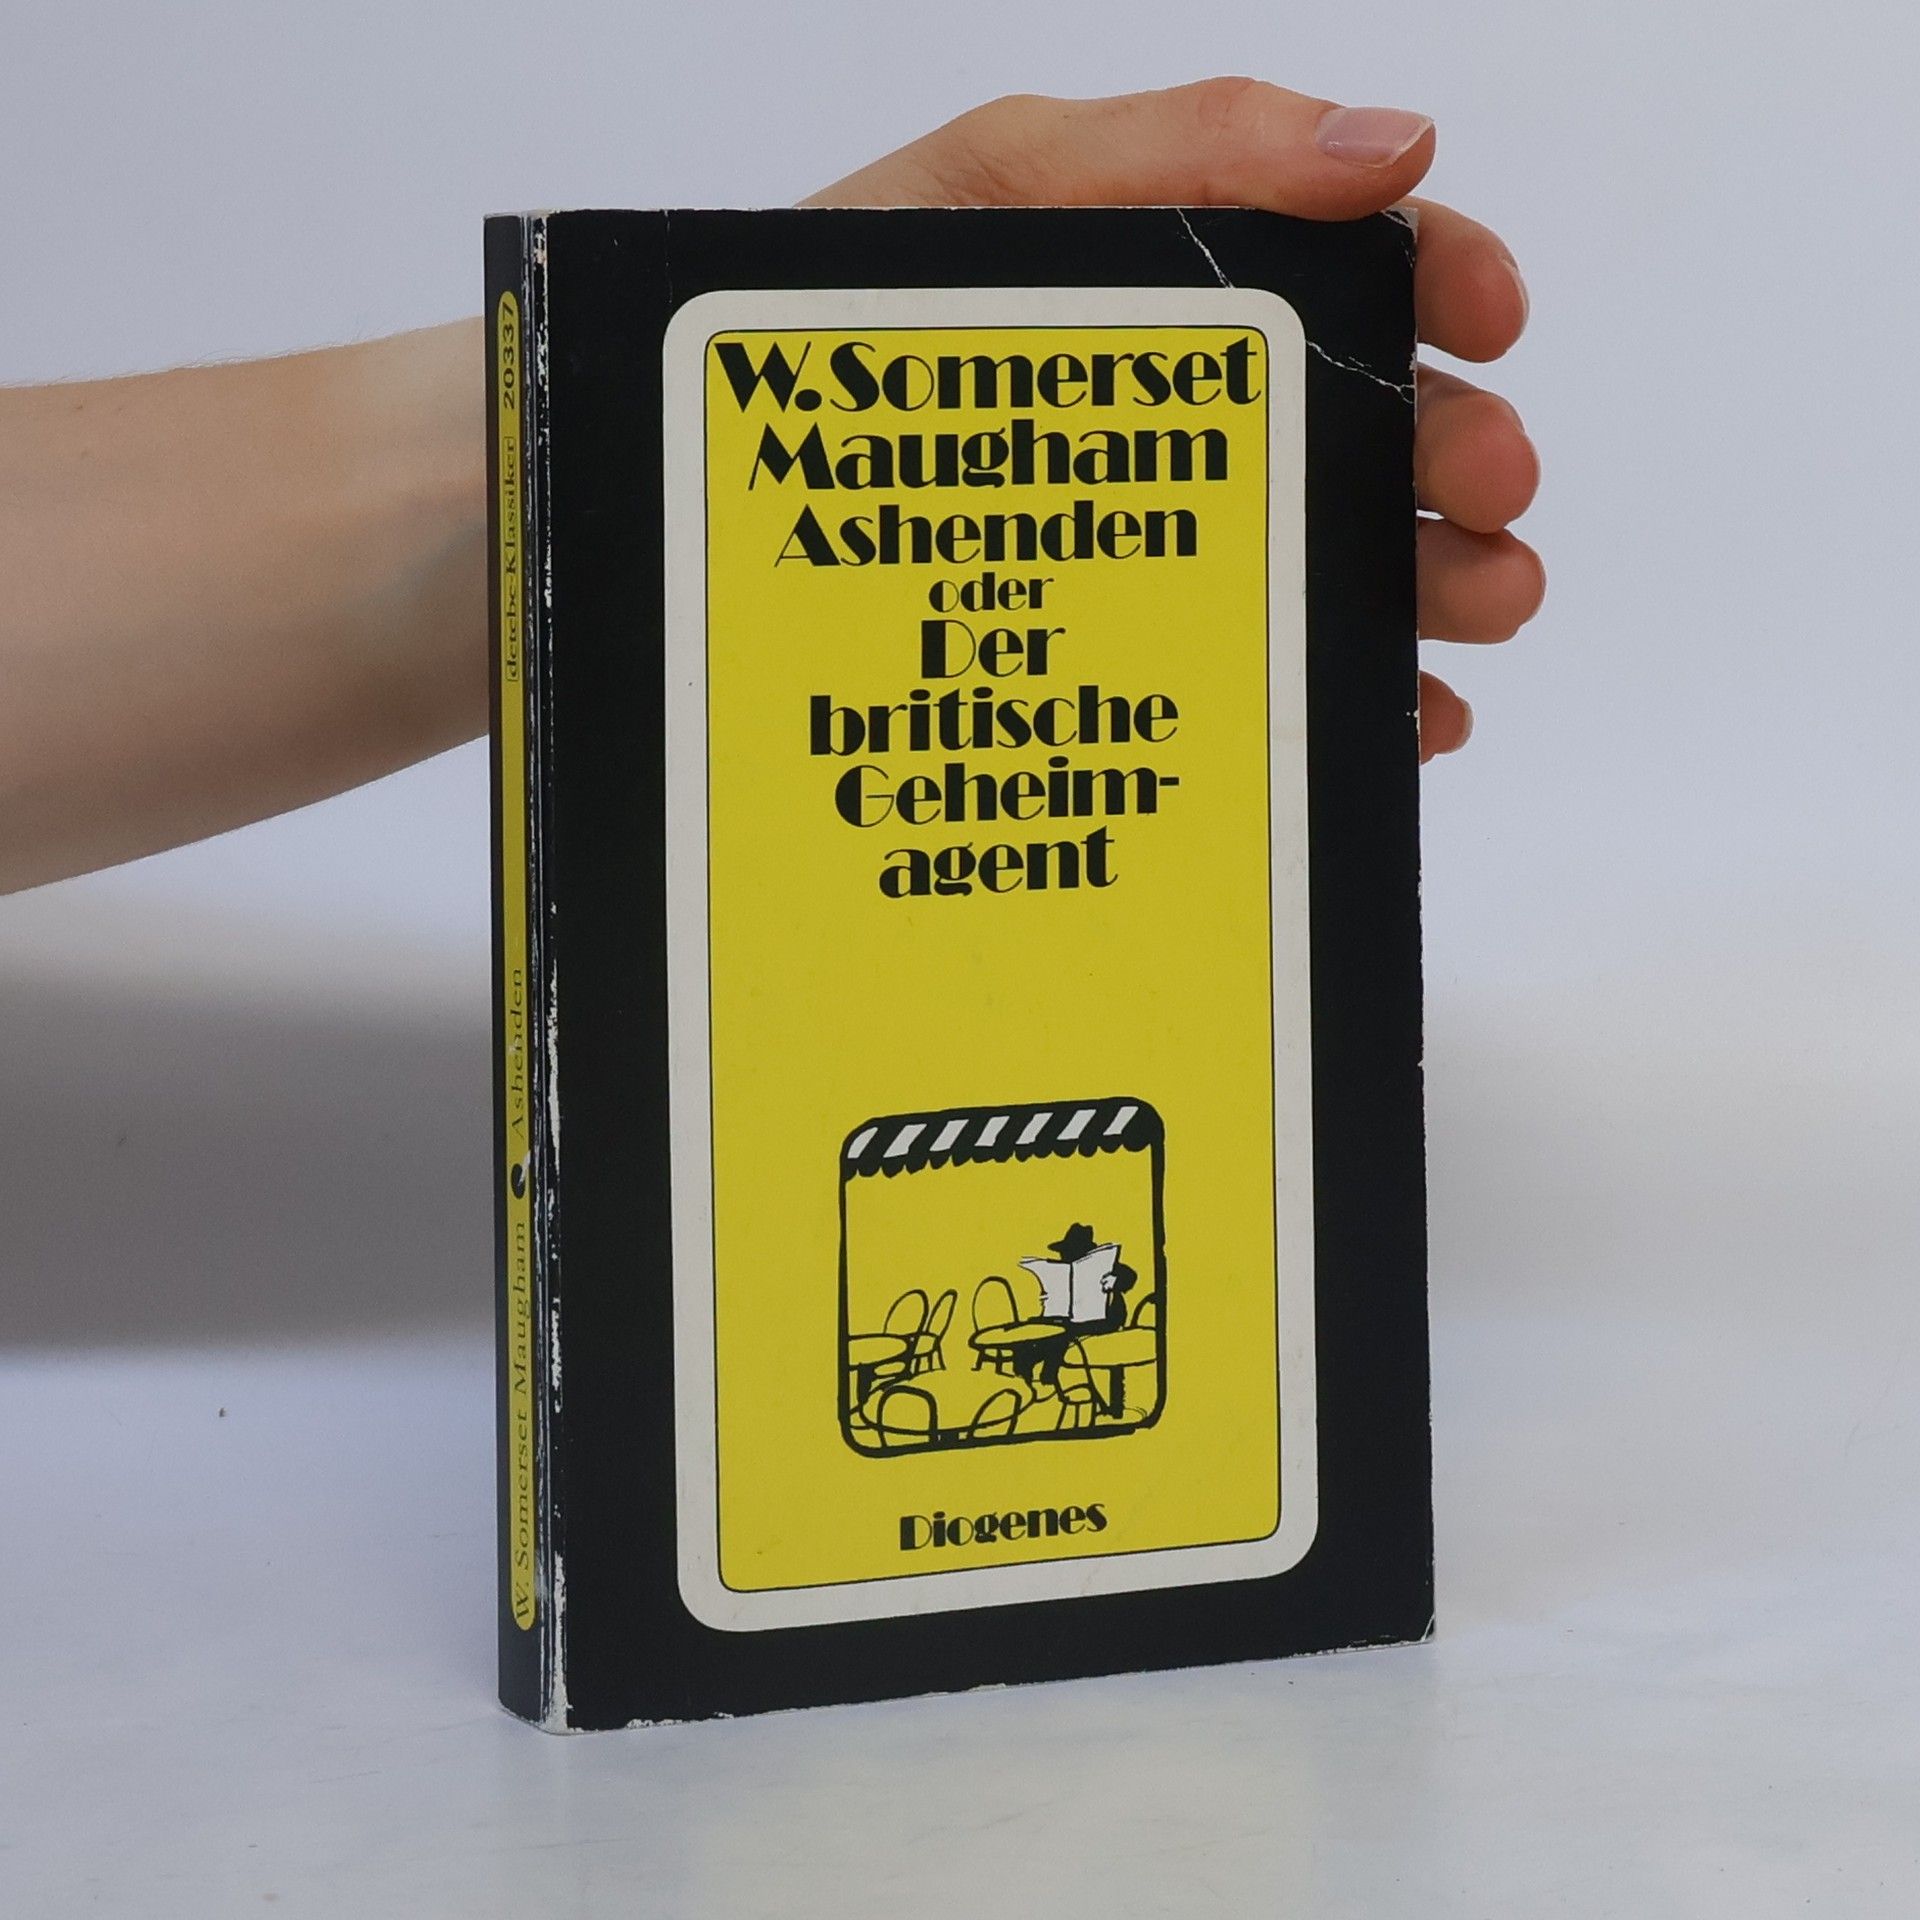 W. Somerset
Maugham
Ashenden
oder
Der
britische
Geheim-
agent
Diogenes
W. Somerset Maugham Ashenden detebe-Klassiker 20337